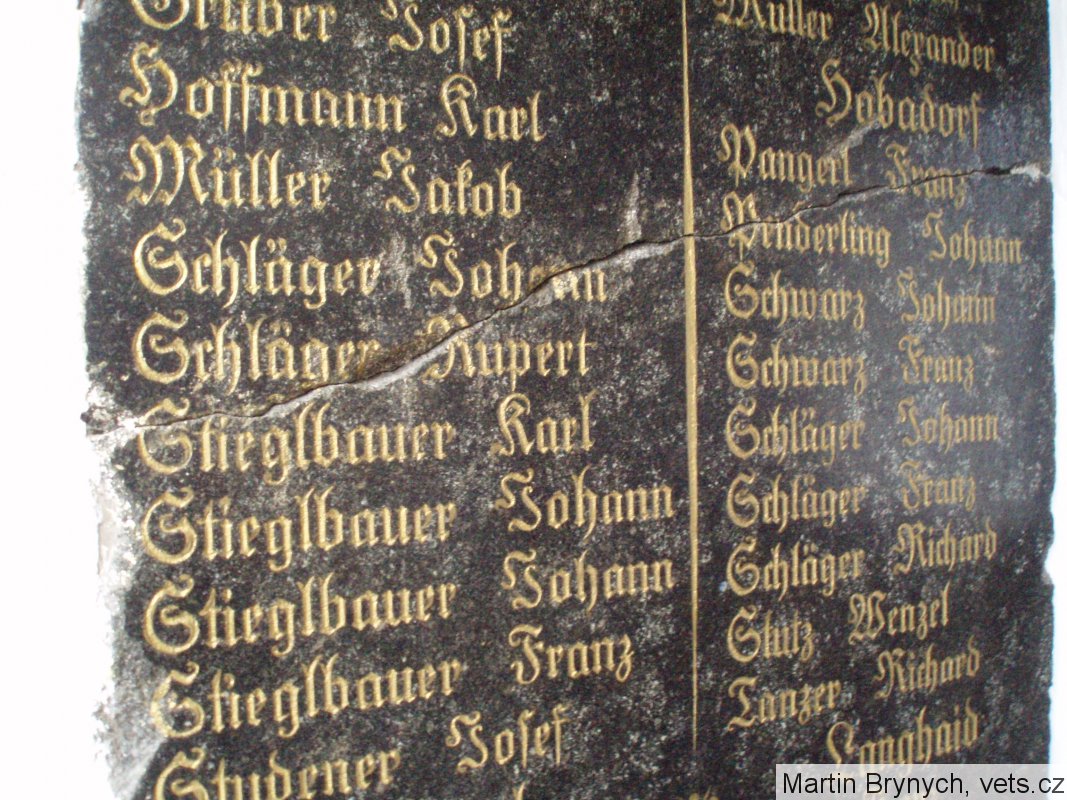 Gruber Josef
Hoffmann Karl
Müller Jakob
Schläger Johann
Schläger Rupert
Stieglbauer Karl
Stieglbauer Johann
Stieglbauer Johann
Stieglbauer Franz
Studener Josef
Müller Alexander
Hobadorf
Pangerl Franz
Pruderling Johann
Schwarz Johann
Schwarz Franz
Schläger Johann
Schläger Franz
Schläger Richard
Stutz Wenzel
Tanzer Richard
Langhaid
Martin Brynych, vets.cz